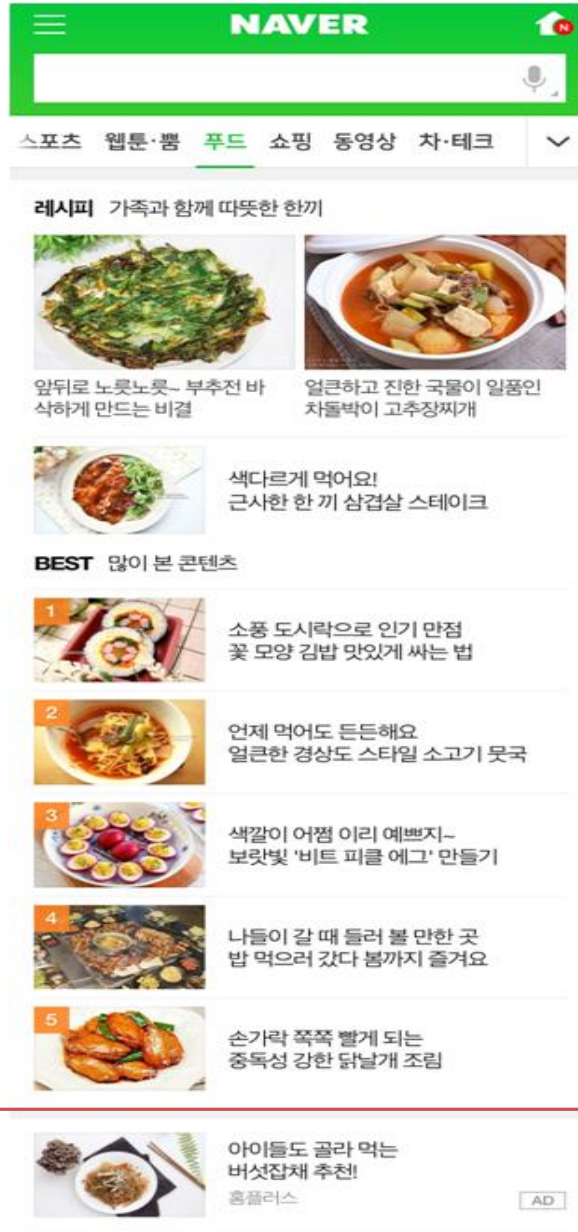 NAVER
N
스포츠 웹툰·뿜 푸드 쇼핑 동영상 차·테크
레시피 가족과 함께 따뜻한 한끼
앞뒤로 노릇노릇~ 부추전 바
삭하게 만드는 비결
얼큰하고 진한 국물이 일품인
차돌박이 고추장찌개
색다르게 먹어요!
근사한 한 끼 삼겹살 스테이크
BEST 많이 본 콘텐츠
1
소풍 도시락으로 인기 만점
꽃 모양 김밥 맛있게 싸는 법
2
언제 먹어도 든든해요
얼큰한 경상도 스타일 소고기 뭇국
3
색깔이 어쩜 이리 예쁘지~
보랏빛 '비트 피클 에그' 만들기
4
나들이 갈 때 들러 볼 만한 곳
밥 먹으러 갔다 봄까지 즐겨요
5
손가락 쪽쪽 빨게 되는
중독성 강한 닭날개 조림
아이들도 골라 먹는
버섯잡채 추천!
홈플러스
AD